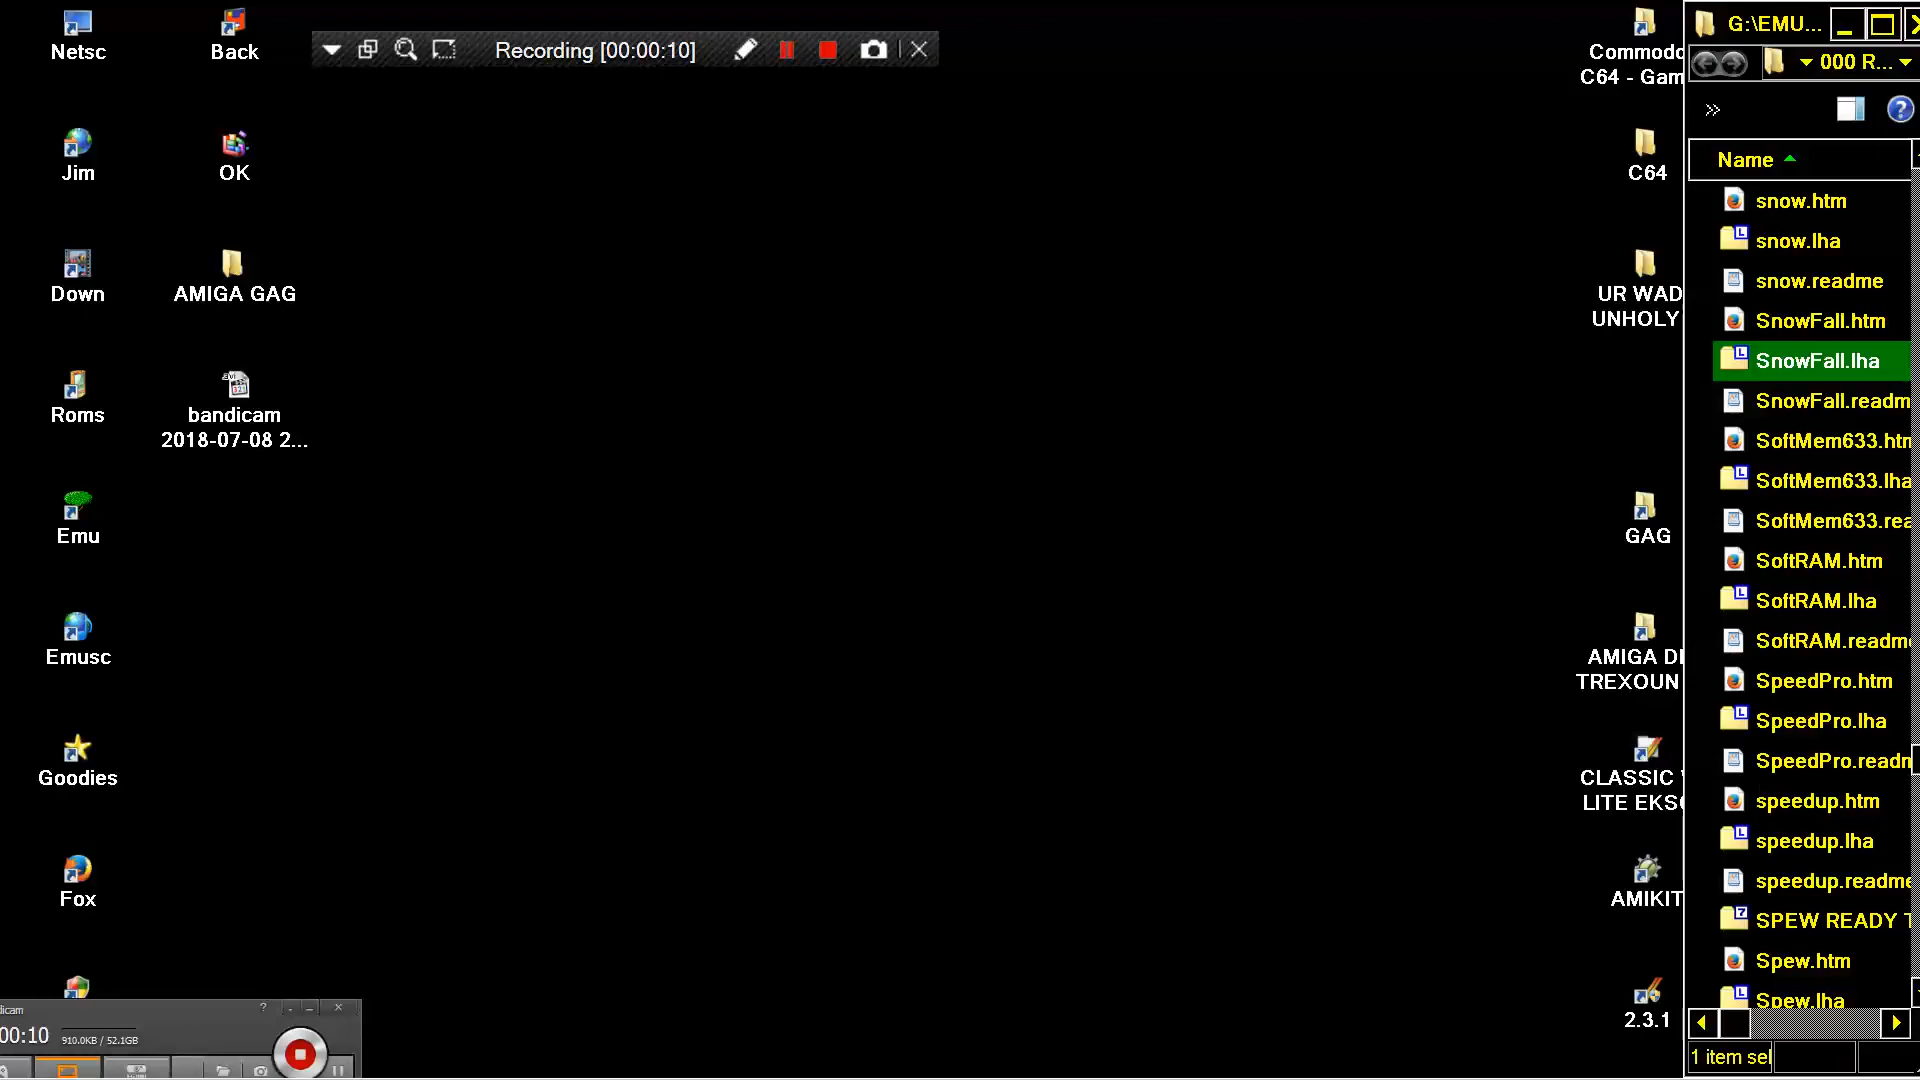 Netsc
Back
Recording [00:00:10]
Commodo
C64 - Gam
G:\EMU...
000 R...
Jim
OK
C64
Name
Down
AMIGA GAG
UR WAD
UNHOLY
Roms
bandicam
2018-07-08 2...
Emu
GAG
Emusc
AMIGA DI
TREXOUN
Goodies
CLASSIC
LITE EKS
Fox
AMIKIT
2.3.1
snow.htm
snow.lha
snow.readme
SnowFall.htm
SnowFall.lha
SnowFall.readm
SoftMem633.htm
SoftMem633.lha
SoftMem633.rea
SoftRAM.htm
SoftRAM.lha
SoftRAM.readme
SpeedPro.htm
SpeedPro.lha
SpeedPro.readm
speedup.htm
speedup.lha
speedup.readme
SPEW READY T
Spew.htm
Spew.lha
1 item sel
dicam
00:10
910.0KB / 52.1GB